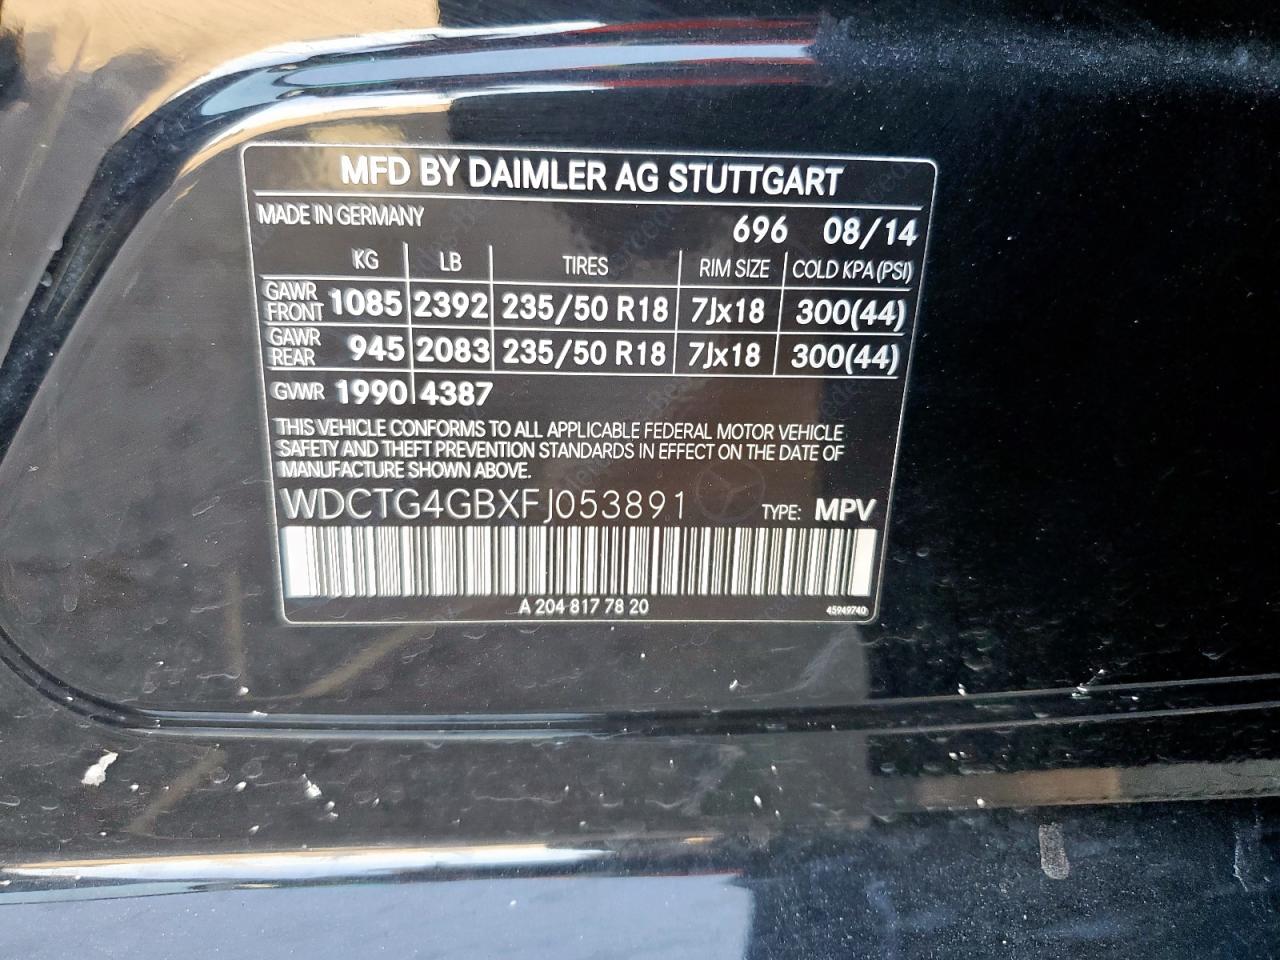 MFD BY DAIMLER AG STUTTGART
MADE IN GERMANY 696 08/14
KG LB TIRES RIM SIZE COLD KPA(PSI)
GAWR FRONT 1085 2392 235/50 R18 7Jx18 300(44)
GAWR REAR 945 2083 235/50 R18 7Jx18 300(44)
GVWR 1990 4387
THIS VEHICLE CONFORMS TO ALL APPLICABLE FEDERAL MOTOR VEHICLE
SAFETY AND THEFT PREVENTION STANDARDS IN EFFECT ON THE DATE OF
MANUFACTURE SHOWN ABOVE.
WDCTG4GBXFJ053891 TYPE: MPV
A 204 817 78 20 45949740